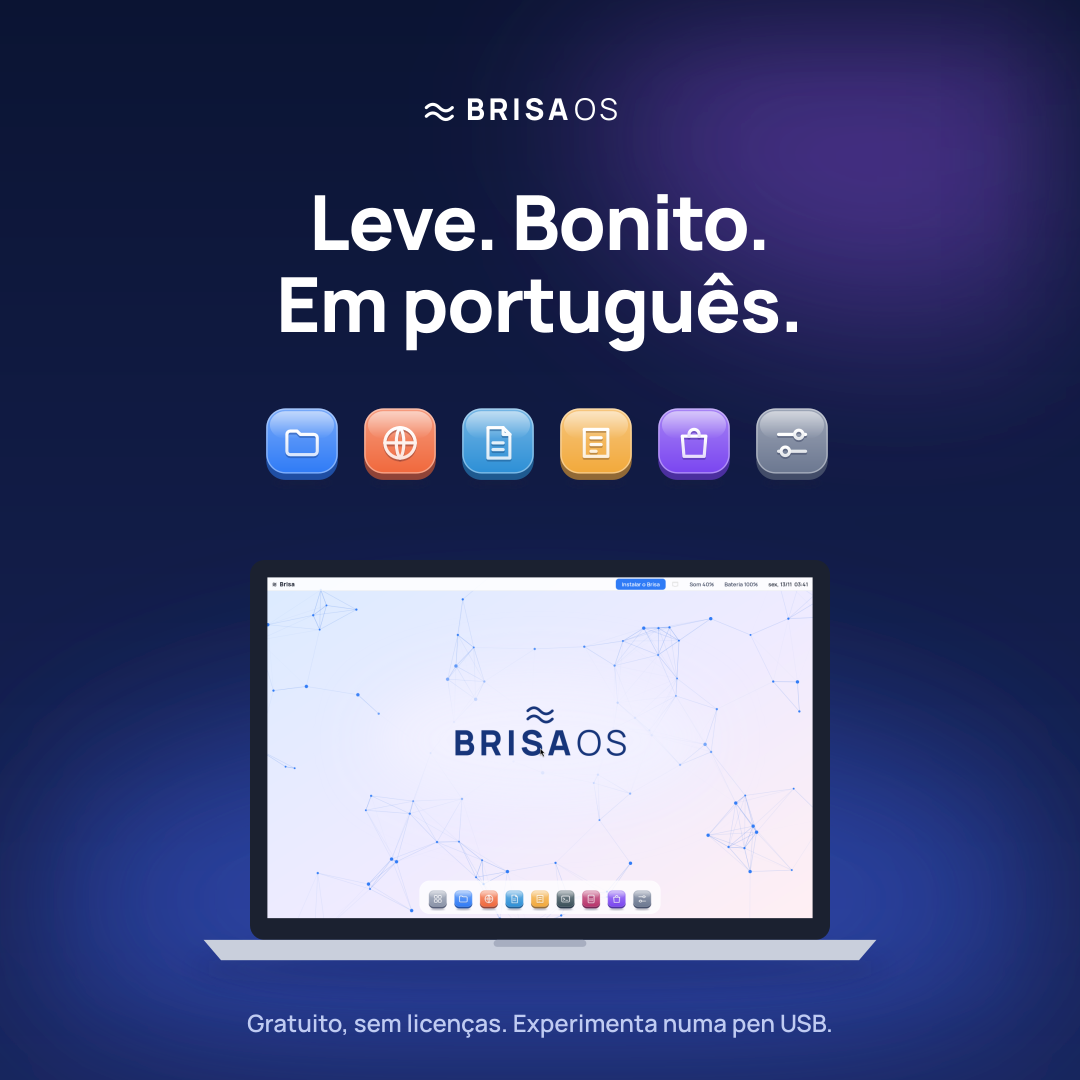 BRISAOS
Leve. Bonito.
Em português.
Brisa
Instalar o Brisa
Som 40%
Bateria 100%
sex, 13/11 03:41
BRISAOS
Gratuito, sem licenças. Experimenta numa pen USB.